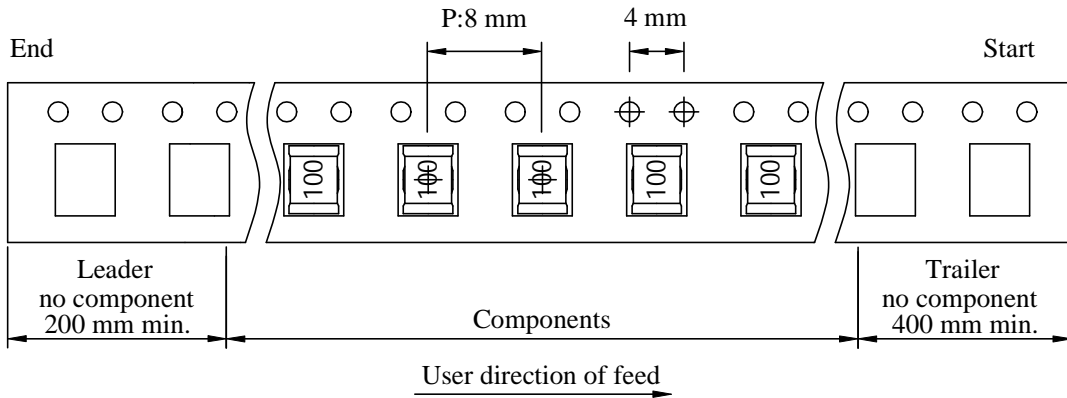 P:8 mm
4 mm
End
Start
100
100
100
100
100
Leader
no component
200 mm min.
Components
Trailer
no component
400 mm min.
User direction of feed